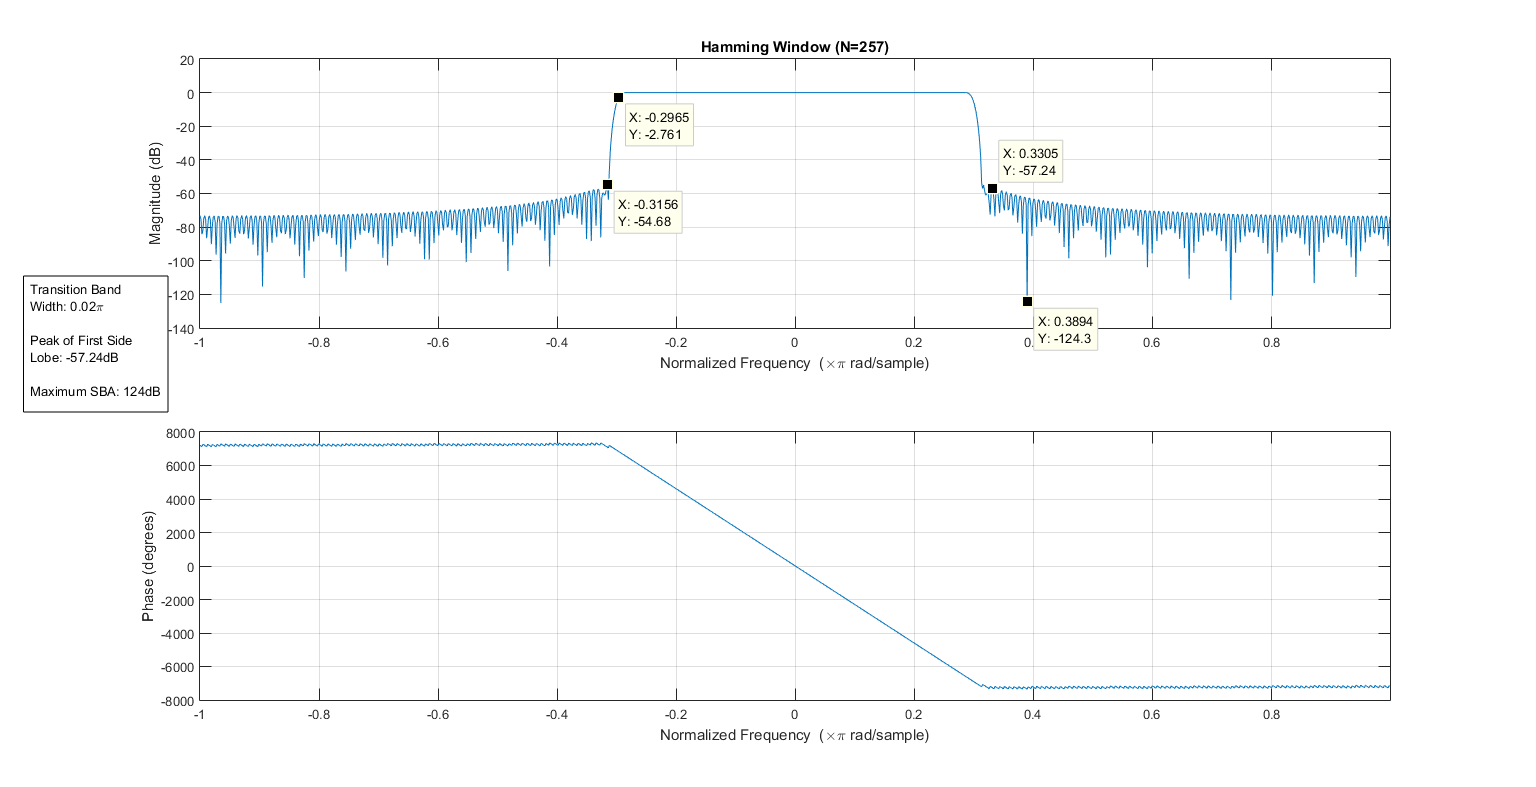 Hamming Window (N=257)
20
0
-20
-40
-60
-80
-100
-120
-140
Magnitude (dB)
X: -0.2965
Y: -2.761
X: -0.3156
Y: -54.68
X: 0.3305
Y: -57.24
X: 0.3894
Y: -124.3
-1 -0.8 -0.6 -0.4 -0.2 0 0.2 0.6 0.8
Normalized Frequency (×π rad/sample)
Transition Band
Width: 0.02π
Peak of First Side
Lobe: -57.24dB
Maximum SBA: 124dB
8000
6000
4000
2000
0
-2000
-4000
-6000
-8000
Phase (degrees)
-1 -0.8 -0.6 -0.4 -0.2 0 0.2 0.4 0.6 0.8
Normalized Frequency (×π rad/sample)